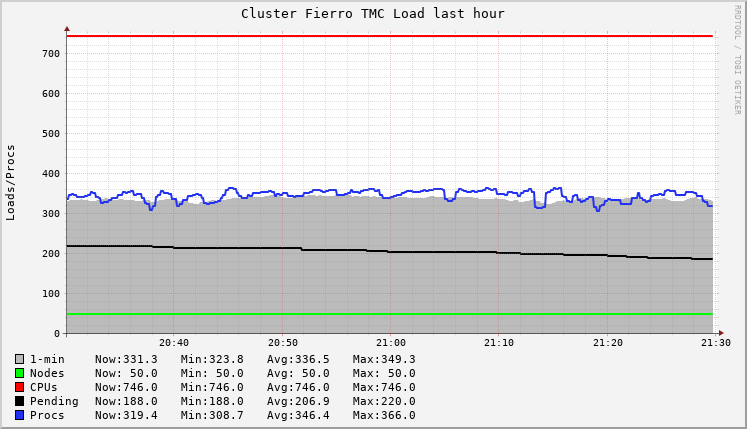 Cluster Fierro TMC Load last hour
RRDTOOL / TOBI OETIKER
Loads/Procs
700
600
500
400
300
200
100
0
20:40 20:50 21:00 21:10 21:20 21:30
1-min Now:331.3 Min:323.8 Avg:336.5 Max:349.3
Nodes Now: 50.0 Min: 50.0 Avg: 50.0 Max: 50.0
CPUs Now:746.0 Min:746.0 Avg:746.0 Max:746.0
Pending Now:188.0 Min:188.0 Avg:206.9 Max:220.0
Procs Now:319.4 Min:308.7 Avg:346.4 Max:366.0